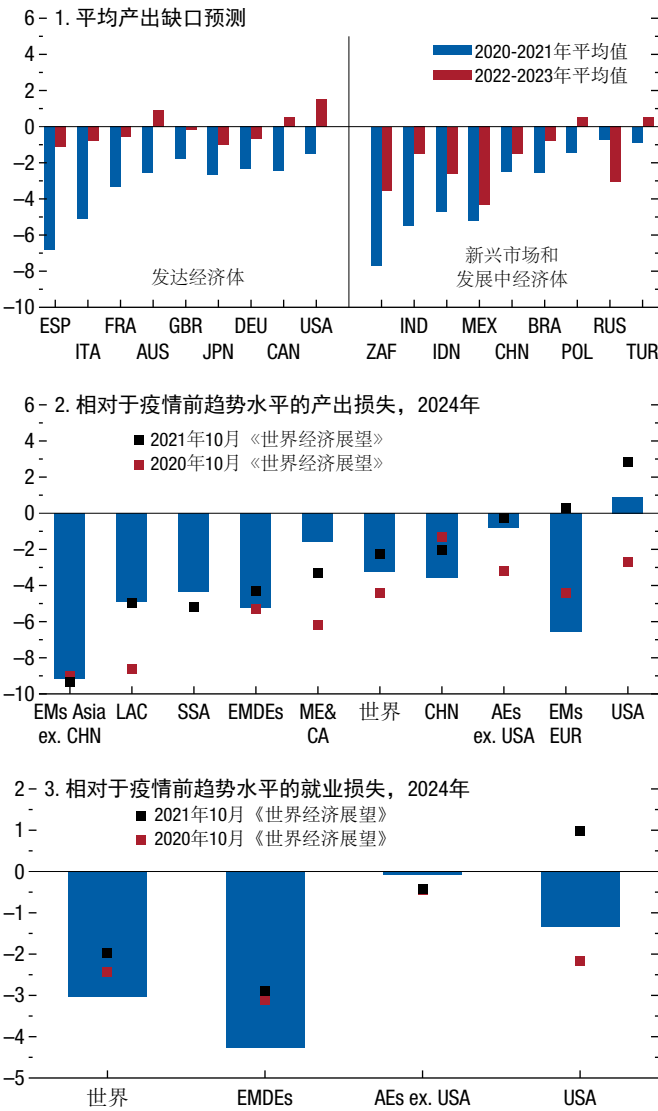 1. 平均产出缺口预测
6
4
2
0
−2
−4
−6
−8
−10
2020-2021年平均值
2022-2023年平均值
发达经济体
新兴市场和
发展中经济体
ESP FRA GBR DEU USA IND MEX BRA RUS
ITA AUS JPN CAN ZAF IDN CHN POL TUR
2. 相对于疫情前趋势水平的产出损失，2024年
6
4
2
0
−2
−4
−6
−8
−10
2021年10月《世界经济展望》
2020年10月《世界经济展望》
EMs Asia LAC SSA EMDEs ME& 世界 CHN AEs EMs USA
ex. CHN CA ex. USA EUR
3. 相对于疫情前趋势水平的就业损失，2024年
2
1
0
−1
−2
−3
−4
−5
2021年10月《世界经济展望》
2020年10月《世界经济展望》
世界 EMDEs AEs ex. USA USA